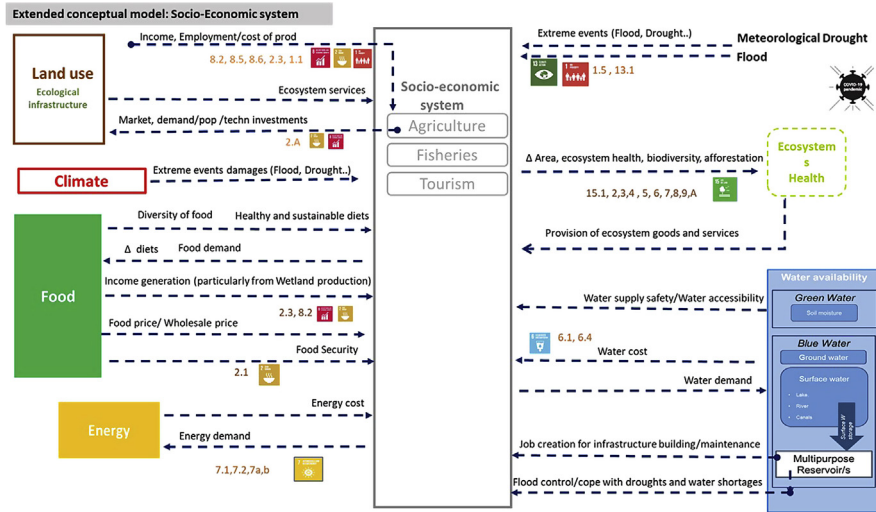 Extended conceptual model: Socio-Economic system
Income, Employment/cost of prod
8.2, 8.5, 8.6, 2.3, 1.1
Land use
Ecological
infrastructure
Ecosystem services
Market, demand/pop /techn investments
2.A
Climate
Extreme events damages (Flood, Drought..)
Diversity of food
Healthy and sustainable diets
Δ diets
Food demand
Income generation (particularly from Wetland production)
Food
2.3, 8.2
Food price/ Wholesale price
Food Security
2.1
Energy cost
Energy
Energy demand
7.1,7.2,7a,b
Socio-economic
system
Agriculture
Fisheries
Tourism
Extreme events (Flood, Drought..)
Meteorological Drought
Flood
1.5 , 13.1
COVID-19
pandemic
Δ Area, ecosystem health, biodiversity, afforestation
15.1, 2,3,4 , 5, 6, 7,8,9,A
Ecosystem
s
Health
Provision of ecosystem goods and services
Water availability
Green Water
Soil moisture
Water supply safety/Water accessibility
6.1, 6.4
Water cost
Blue Water
Ground water
Surface water
• Lake
• River
• Canals
Water demand
Surface W
storage
Job creation for infrastructure building/maintenance
Multipurpose
Reservoir/s
Flood control/cope with droughts and water shortages